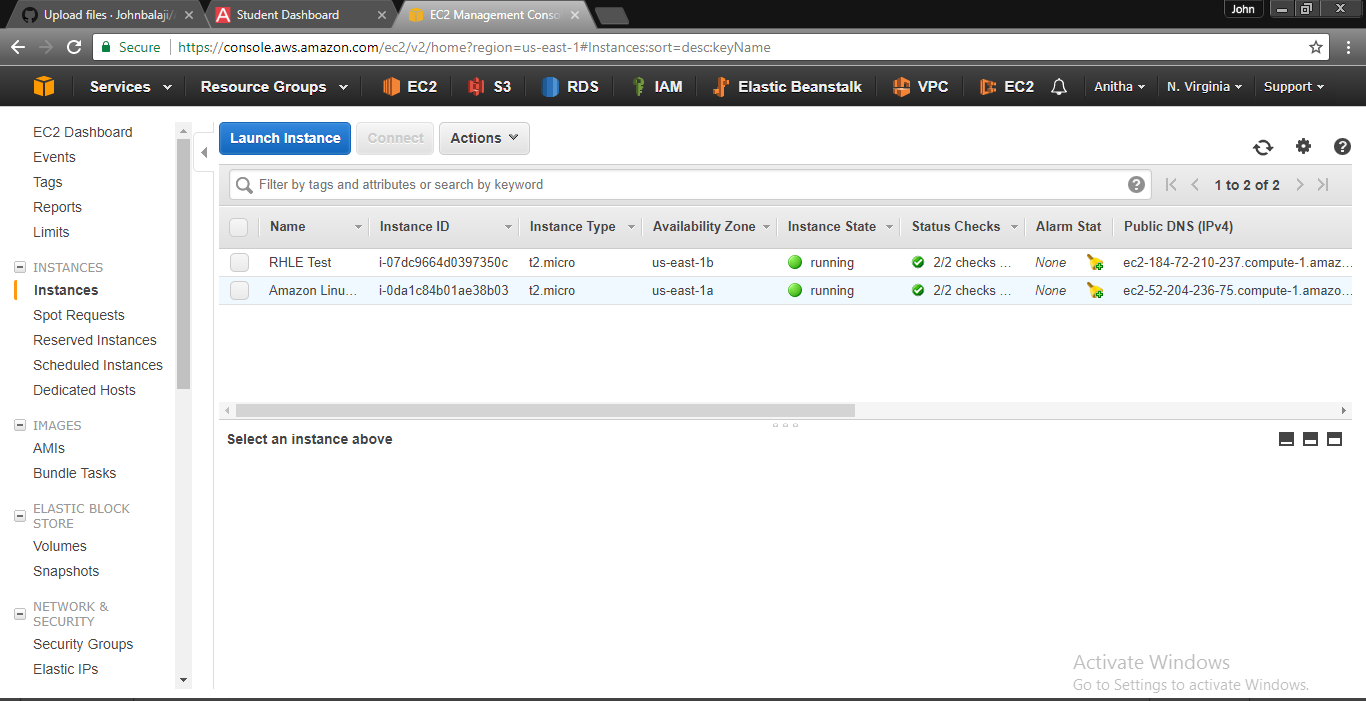 Upload files · Johnbalaji/
Student Dashboard
EC2 Management Conso
John
Secure
https://console.aws.amazon.com/ec2/v2/home?region=us-east-1#Instances:sort=desc:keyName
Services
Resource Groups
EC2
S3
RDS
IAM
Elastic Beanstalk
VPC
EC2
Anitha
N. Virginia
Support
EC2 Dashboard
Events
Tags
Reports
Limits
INSTANCES
Instances
Spot Requests
Reserved Instances
Scheduled Instances
Dedicated Hosts
IMAGES
AMIs
Bundle Tasks
ELASTIC BLOCK
STORE
Volumes
Snapshots
NETWORK &
SECURITY
Security Groups
Elastic IPs
Launch Instance
Connect
Actions
Filter by tags and attributes or search by keyword
1 to 2 of 2
Name Instance ID Instance Type Availability Zone Instance State Status Checks Alarm Stat Public DNS (IPv4)
RHLE Test i-07dc9664d0397350c t2.micro us-east-1b running 2/2 checks ... None ec2-184-72-210-237.compute-1.amaz...
Amazon Linu... i-0da1c84b01ae38b03 t2.micro us-east-1a running 2/2 checks ... None ec2-52-204-236-75.compute-1.amazo...
Select an instance above
Activate Windows
Go to Settings to activate Windows.